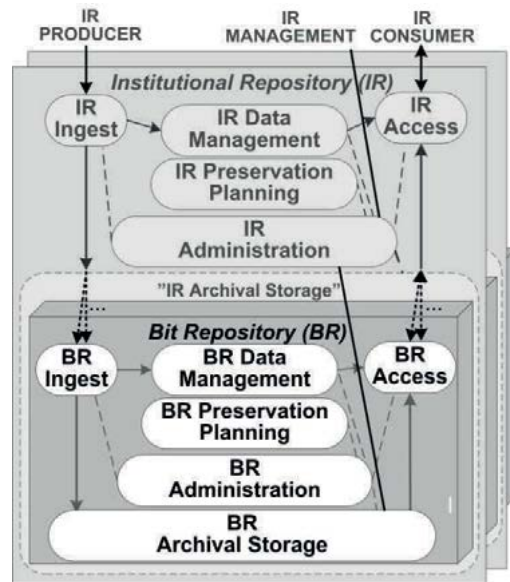 IR
PRODUCER
IR
MANAGEMENT
IR
CONSUMER
Institutional Repository (IR)
IR
Ingest
IR Data
Management
IR
Access
IR Preservation
Planning
IR
Administration
"IR Archival Storage"
...
...
Bit Repository (BR)
BR
Ingest
BR Data
Management
BR
Access
BR Preservation
Planning
BR
Administration
BR
Archival Storage